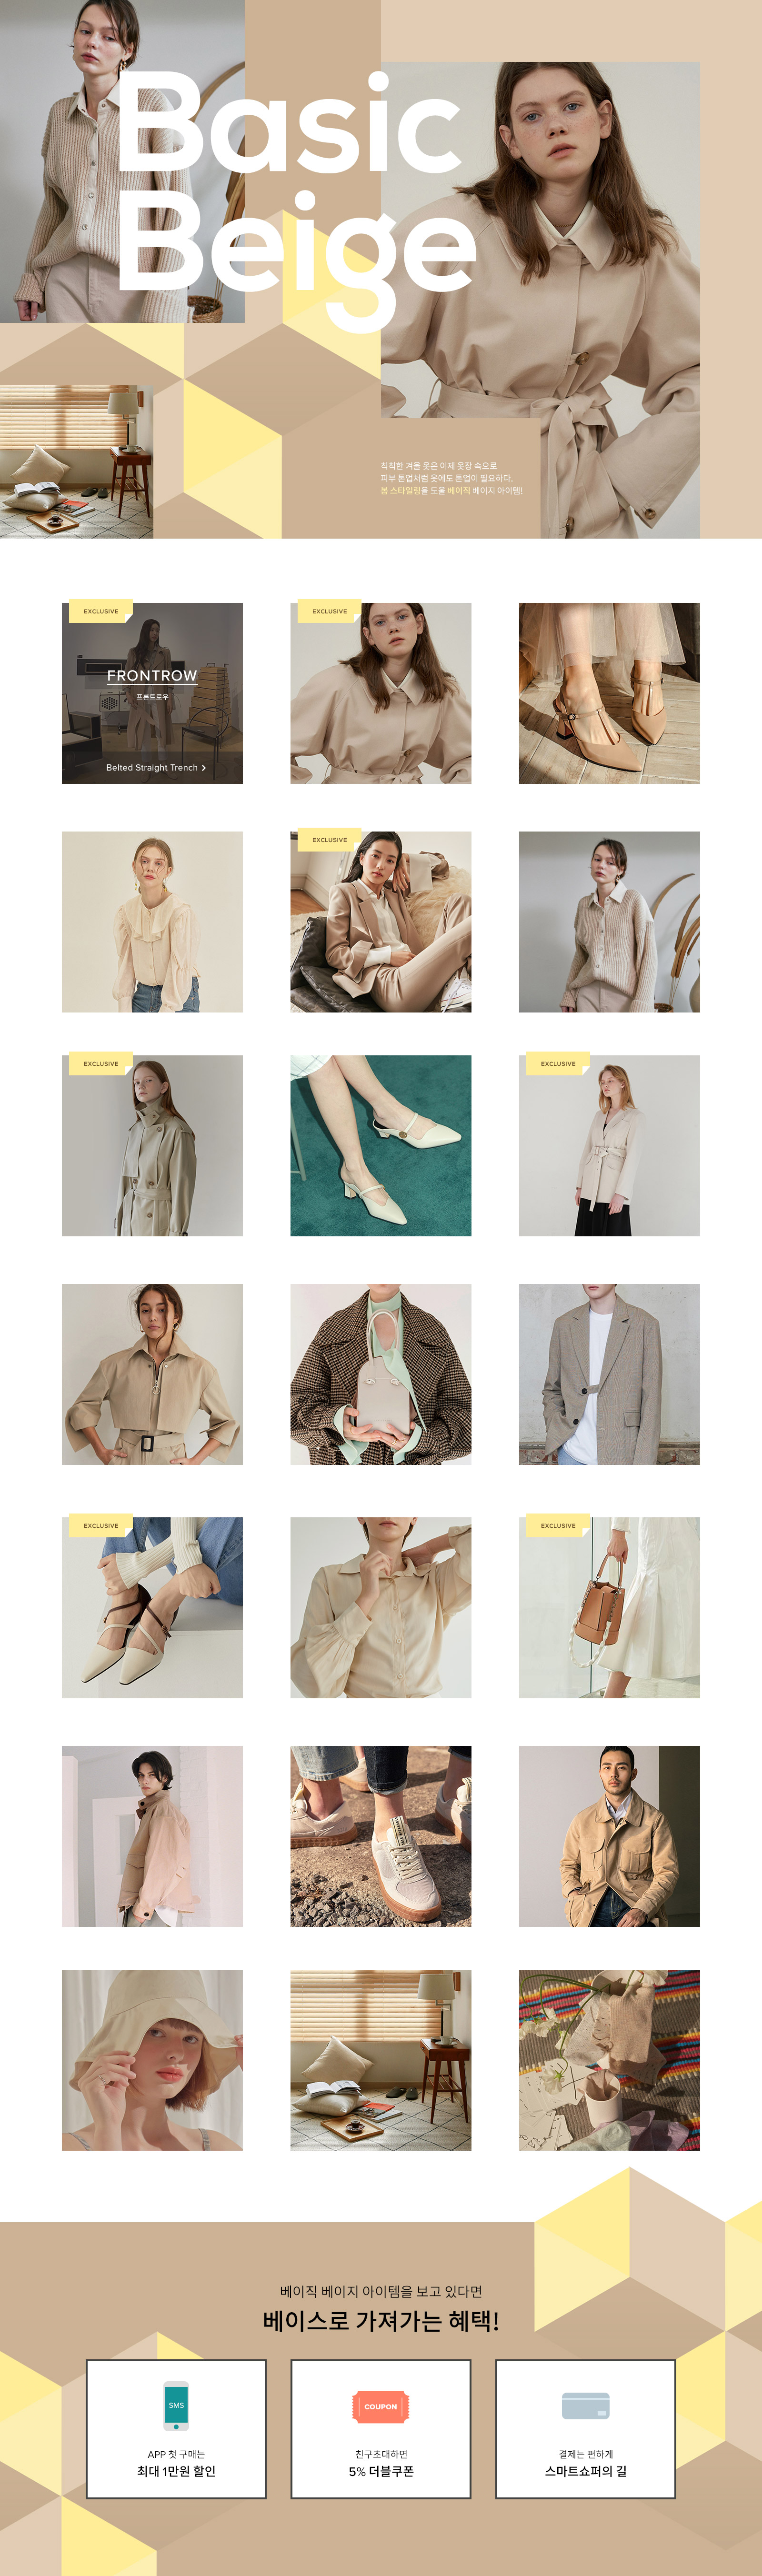 Basic
Beige
칙칙한 겨울 옷은 이제 옷장 속으로
피부 톤업처럼 옷에도 톤업이 필요하다.
봄 스타일링을 도울 베이직 베이지 아이템!
EXCLUSIVE
FRONTROW
프론트로우
Belted Straight Trench >
EXCLUSIVE
EXCLUSIVE
EXCLUSIVE
EXCLUSIVE
EXCLUSIVE
EXCLUSIVE
베이직 베이지 아이템을 보고 있다면
베이스로 가져가는 혜택!
SMS
APP 첫 구매는
최대 1만원 할인
COUPON
친구초대하면
5% 더블쿠폰
결제는 편하게
스마트쇼퍼의 길